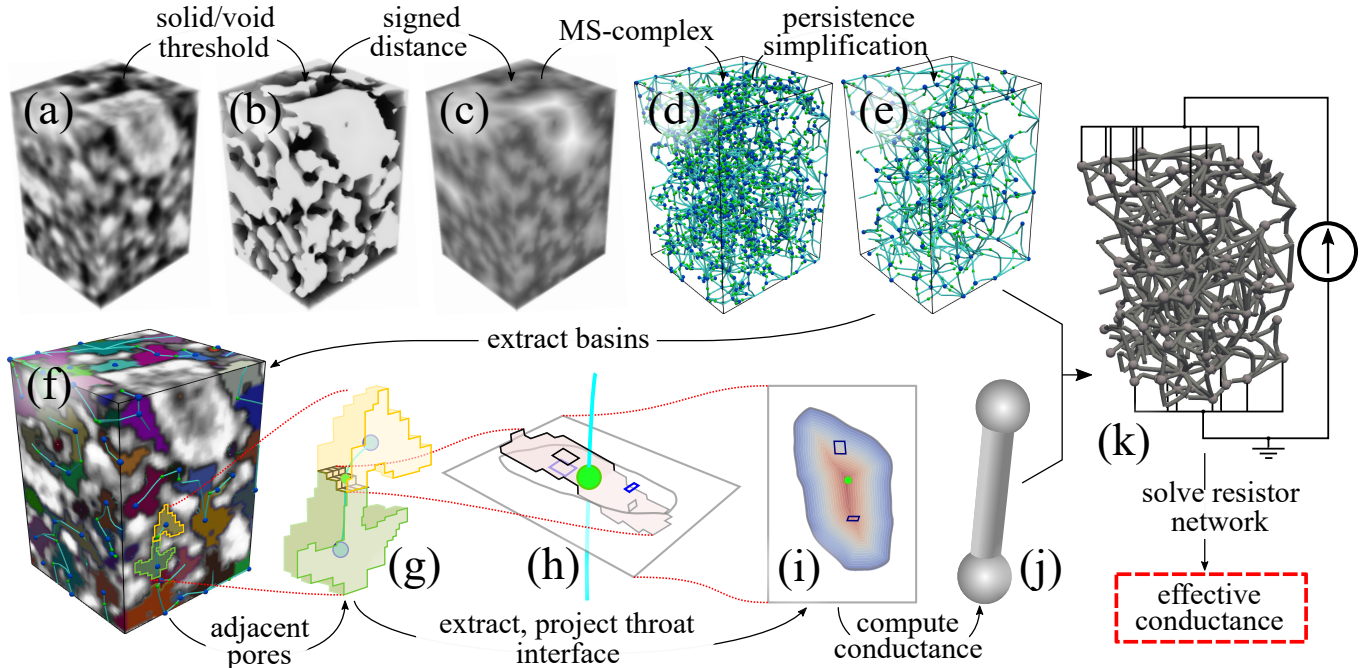 solid/void
threshold
signed
distance
MS-complex
persistence
simplification
(a)
(b)
(c)
(d)
(e)
extract basins
(f)
(g)
(h)
(i)
(j)
(k)
adjacent
pores
extract, project throat
interface
compute
conductance
solve resistor
network
effective
conductance